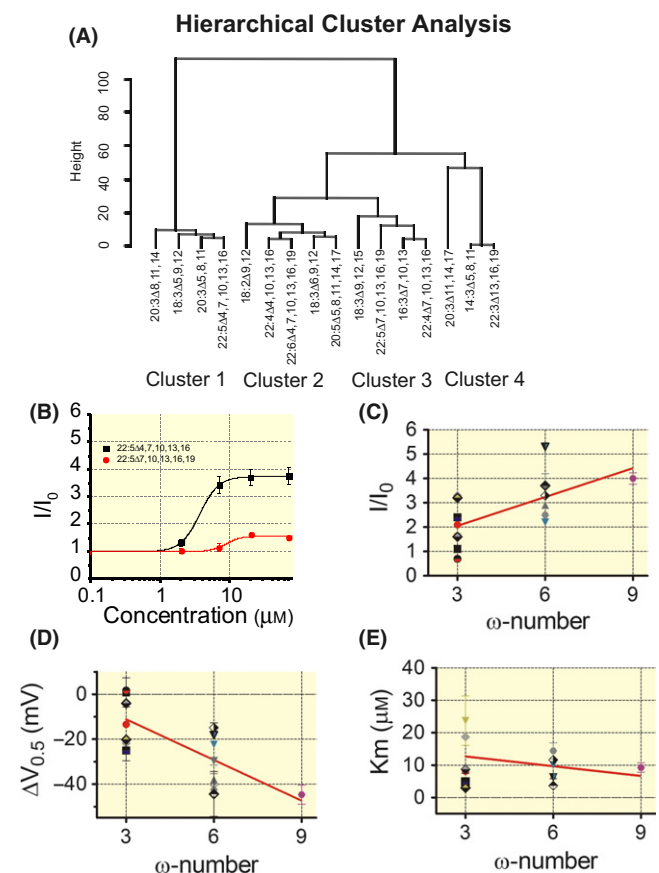 Hierarchical Cluster Analysis
(A)
Height
100
80
60
40
20
0
20:3Δ8,11,14
18:3Δ5,9,12
20:3Δ5,8,11
22:5Δ4,7,10,13,16
18:2Δ9,12
22:4Δ4,10,13,16
22:6Δ4,7,10,13,16,19
18:3Δ6,9,12
20:5Δ5,8,11,14,17
18:3Δ9,12,15
22:5Δ7,10,13,16,19
16:3Δ7,10,13
22:4Δ7,10,13,16
20:3Δ11,14,17
14:3Δ5,8,11
22:3Δ13,16,19
Cluster 1 Cluster 2 Cluster 3 Cluster 4
(B)
I/I₀
6
5
4
3
2
1
0
22:5Δ4,7,10,13,16
22:5Δ7,10,13,16,19
0.1 1 10
Concentration (μM)
(C)
I/I₀
6
5
4
3
2
1
0
3 6 9
ω-number
(D)
ΔV₀.₅ (mV)
0
−20
−40
3 6 9
ω-number
(E)
Km (μM)
40
30
20
10
0
3 6 9
ω-number